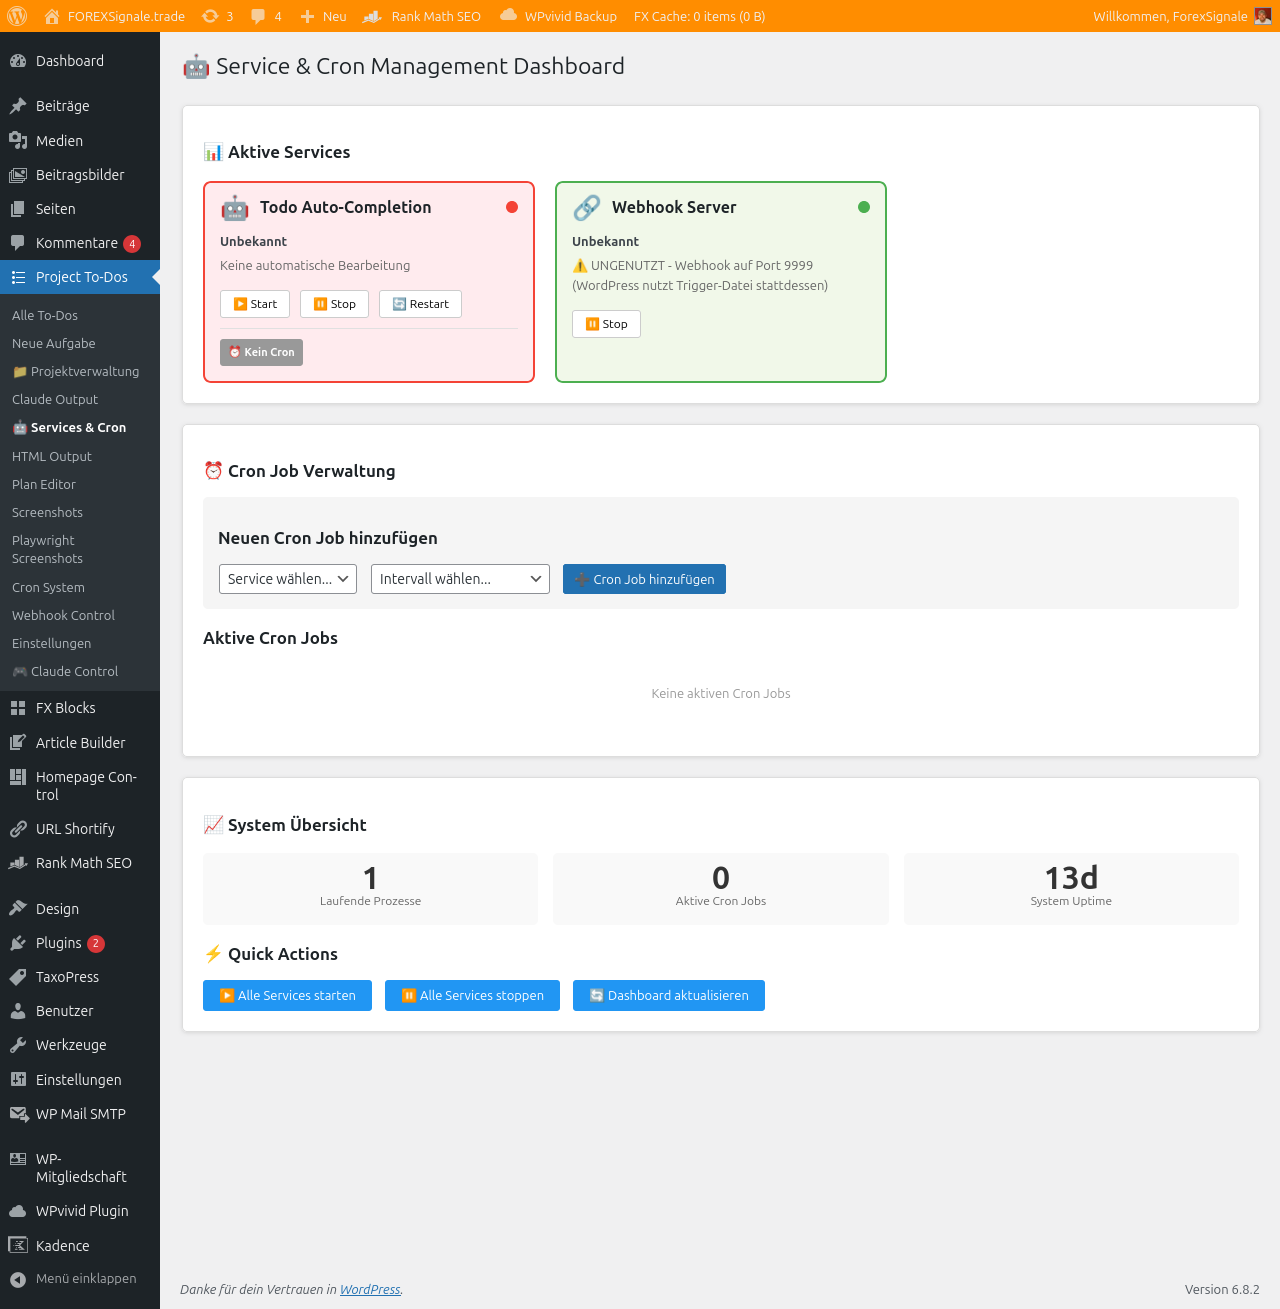 FOREXSignale.trade 3 4 Neu Rank Math SEO WPvivid Backup FX Cache: 0 items (0 B) Willkommen, ForexSignale
Dashboard
Beiträge
Medien
Beitragsbilder
Seiten
Kommentare 4
Project To-Dos
Alle To-Dos
Neue Aufgabe
📁 Projektverwaltung
Claude Output
🤖 Services & Cron
HTML Output
Plan Editor
Screenshots
Playwright
Screenshots
Cron System
Webhook Control
Einstellungen
🎮 Claude Control
FX Blocks
Article Builder
Homepage Con-
trol
URL Shortify
Rank Math SEO
Design
Plugins 2
TaxoPress
Benutzer
Werkzeuge
Einstellungen
WP Mail SMTP
WP-
Mitgliedschaft
WPvivid Plugin
Kadence
Menü einklappen
🤖 Service & Cron Management Dashboard
📊 Aktive Services
🤖 Todo Auto-Completion
Unbekannt
Keine automatische Bearbeitung
▶️ Start ⏸️ Stop 🔄 Restart
⏰ Kein Cron
🔗 Webhook Server
Unbekannt
⚠️ UNGENUTZT - Webhook auf Port 9999
(WordPress nutzt Trigger-Datei stattdessen)
⏸️ Stop
⏰ Cron Job Verwaltung
Neuen Cron Job hinzufügen
Service wählen... Intervall wählen... ➕ Cron Job hinzufügen
Aktive Cron Jobs
Keine aktiven Cron Jobs
📈 System Übersicht
1
Laufende Prozesse
0
Aktive Cron Jobs
13d
System Uptime
⚡ Quick Actions
▶️ Alle Services starten ⏸️ Alle Services stoppen 🔄 Dashboard aktualisieren
Danke für dein Vertrauen in WordPress. Version 6.8.2